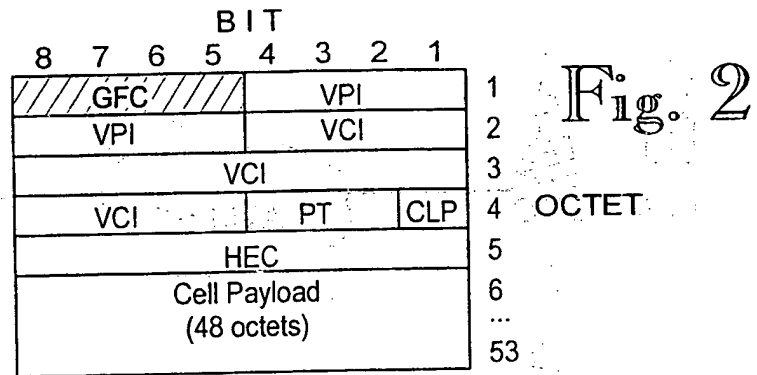 BIT
8 7 6 5 4 3 2 1
GFC VPI 1
Fig. 2
VPI VCI 2
VCI 3
VCI PT CLP 4 OCTET
HEC 5
Cell Payload 6
(48 octets) ...
53